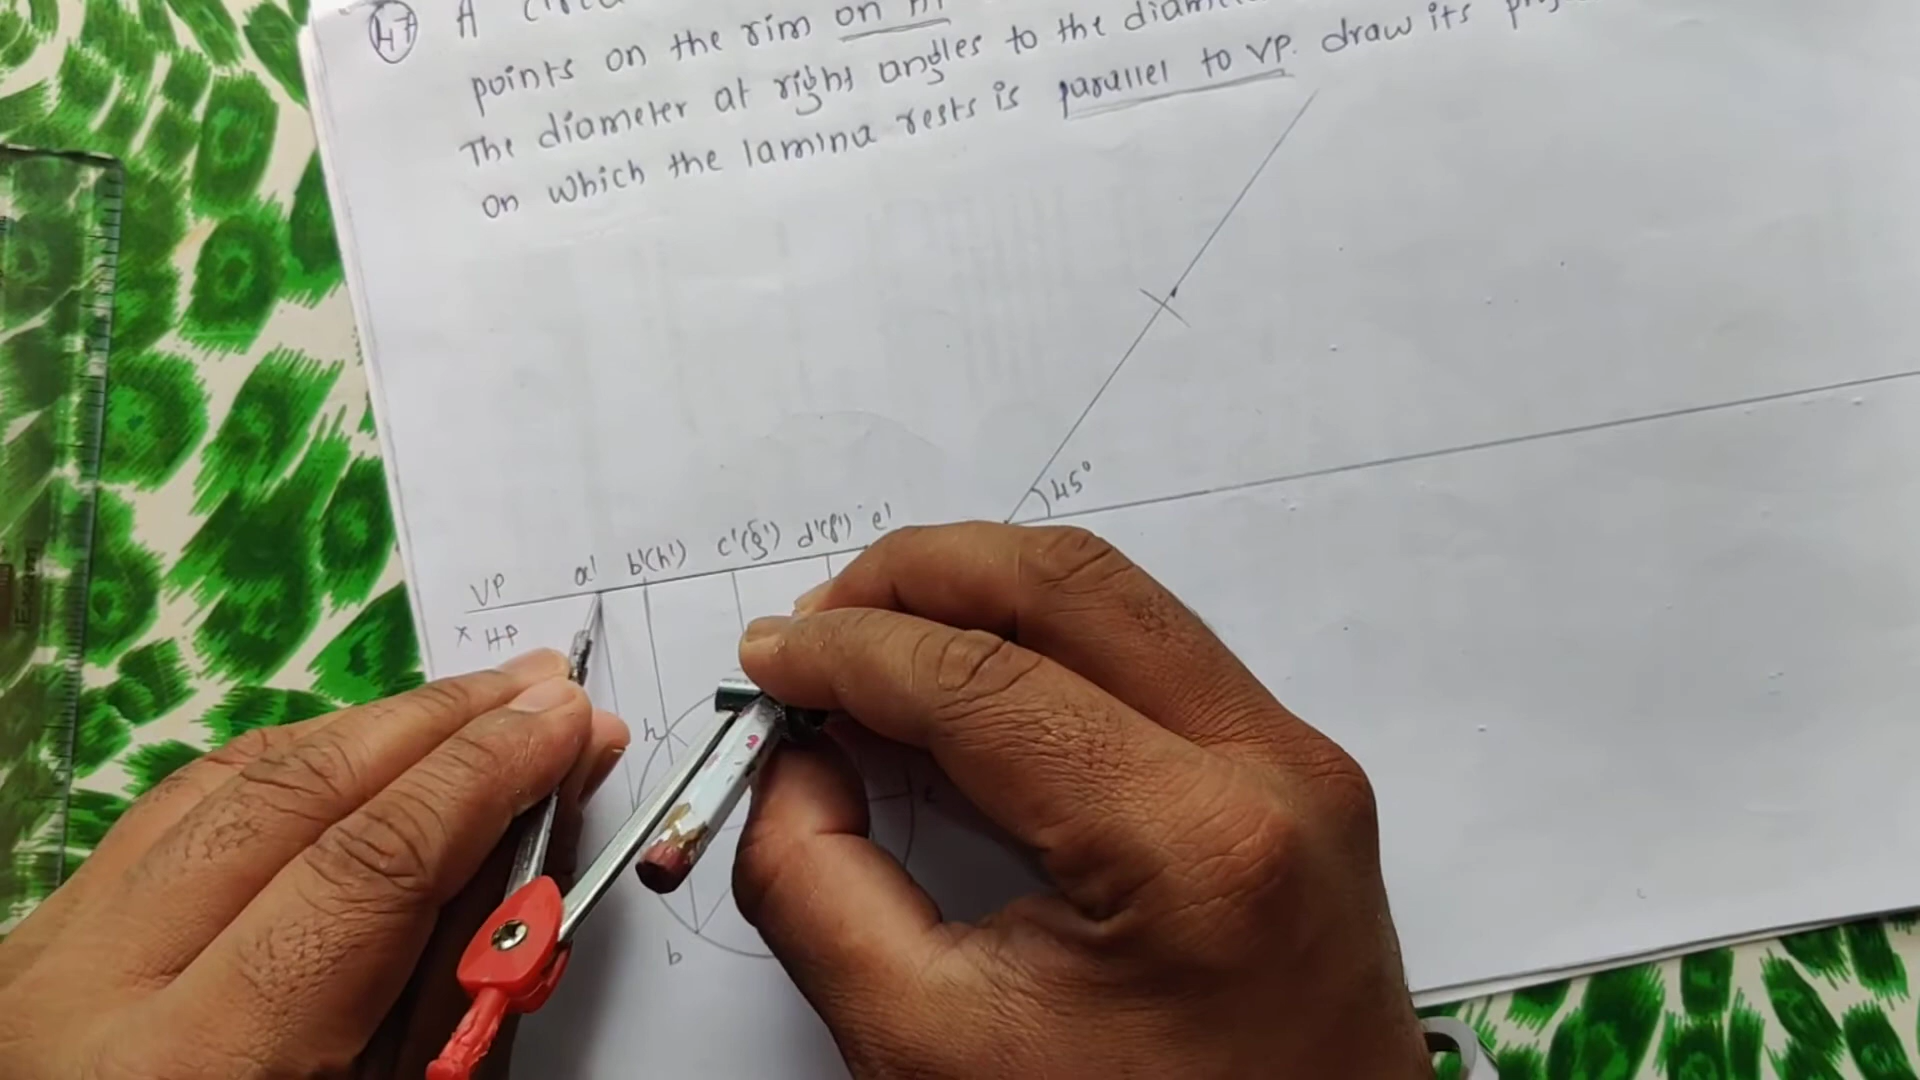 47 A
points on the rim on
The diameter at right angles to the
on which the lamina rests is parallel to VP. draw its
45°
a' b'(h') c'(g') d'(f') e'
VP
X HP
h
e
b